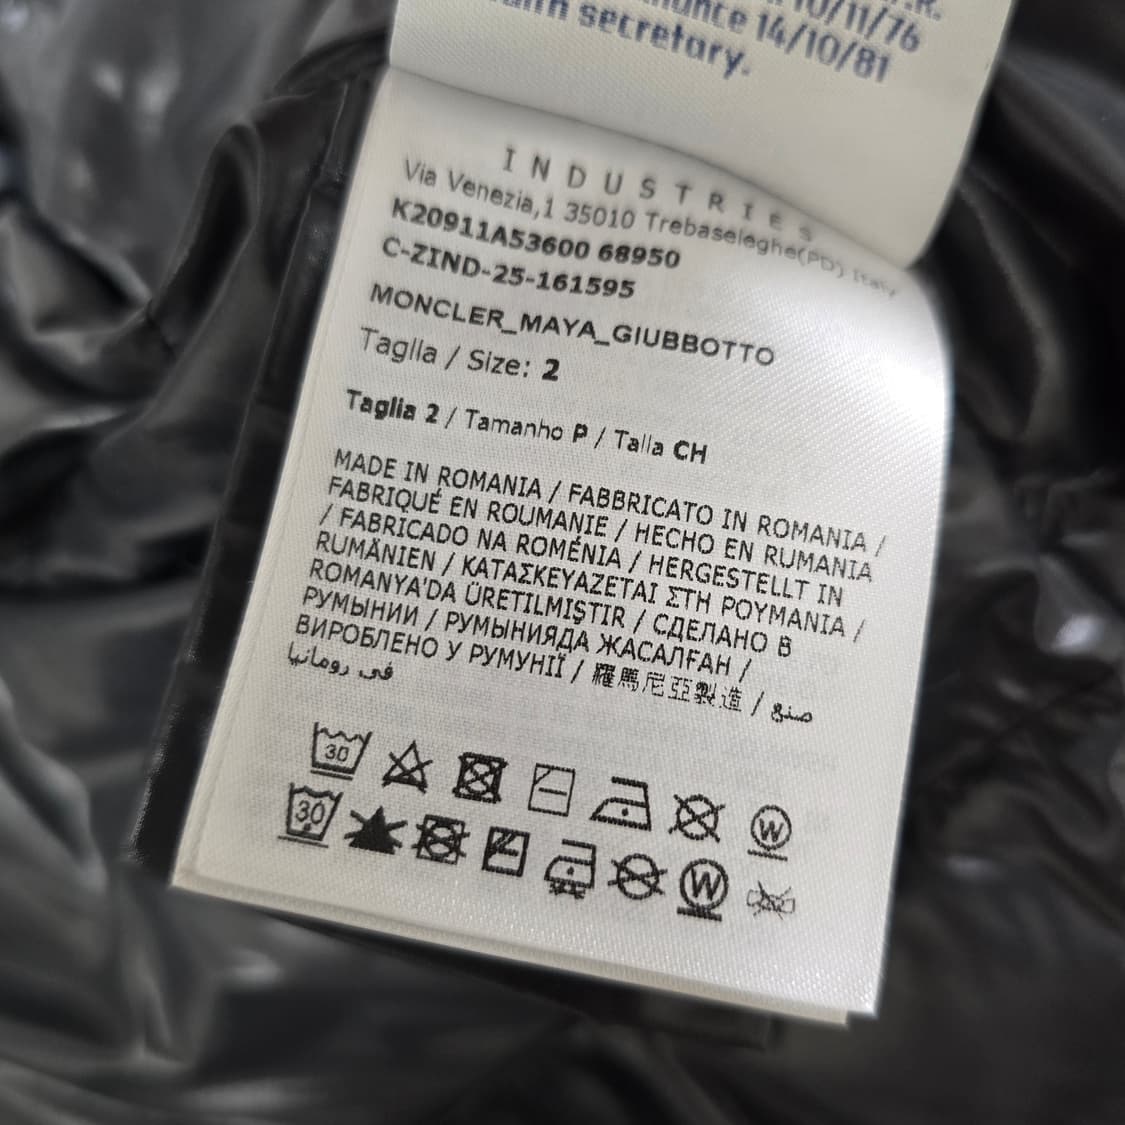 10/11/76
14/10/81
secretary.
INDUSTRIES
Via Venezia,1 35010 Trebaseleghe(PD) Italy
K20911A53600 68950
C-ZIND-25-161595
MONCLER_MAYA_GIUBBOTTO
Taglia / Size: 2
Taglia 2 / Tamanho P / Talla CH
MADE IN ROMANIA / FABBRICATO IN ROMANIA /
FABRIQUÉ EN ROUMANIE / HECHO EN RUMANIA
/ FABRICADO NA ROMÉNIA / HERGESTELLT IN
RUMÄNIEN / ΚΑΤΑΣΚΕΥΑΖΕΤΑΙ ΣΤΗ ΡΟΥΜΑΝΙΑ /
ROMANYA'DA ÜRETILMIŞTIR / СДЕЛАНО В
РУМЫНИИ / РУМЫНИЯДА ЖАСАЛҒАН /
ВИРОБЛЕНО У РУМУНІЇ / 羅馬尼亞製造 / صنع
في رومانيا
30
W
30
W